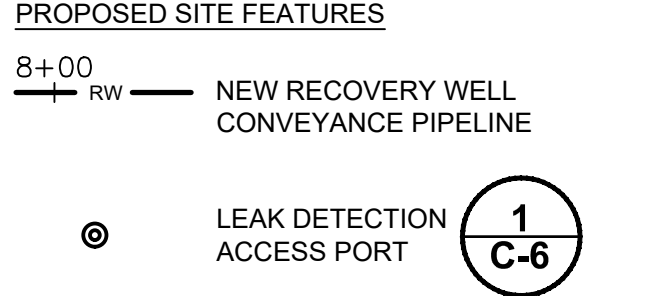 PROPOSED SITE FEATURES
8+00
RW
NEW RECOVERY WELL
CONVEYANCE PIPELINE
LEAK DETECTION
ACCESS PORT
1
C-6